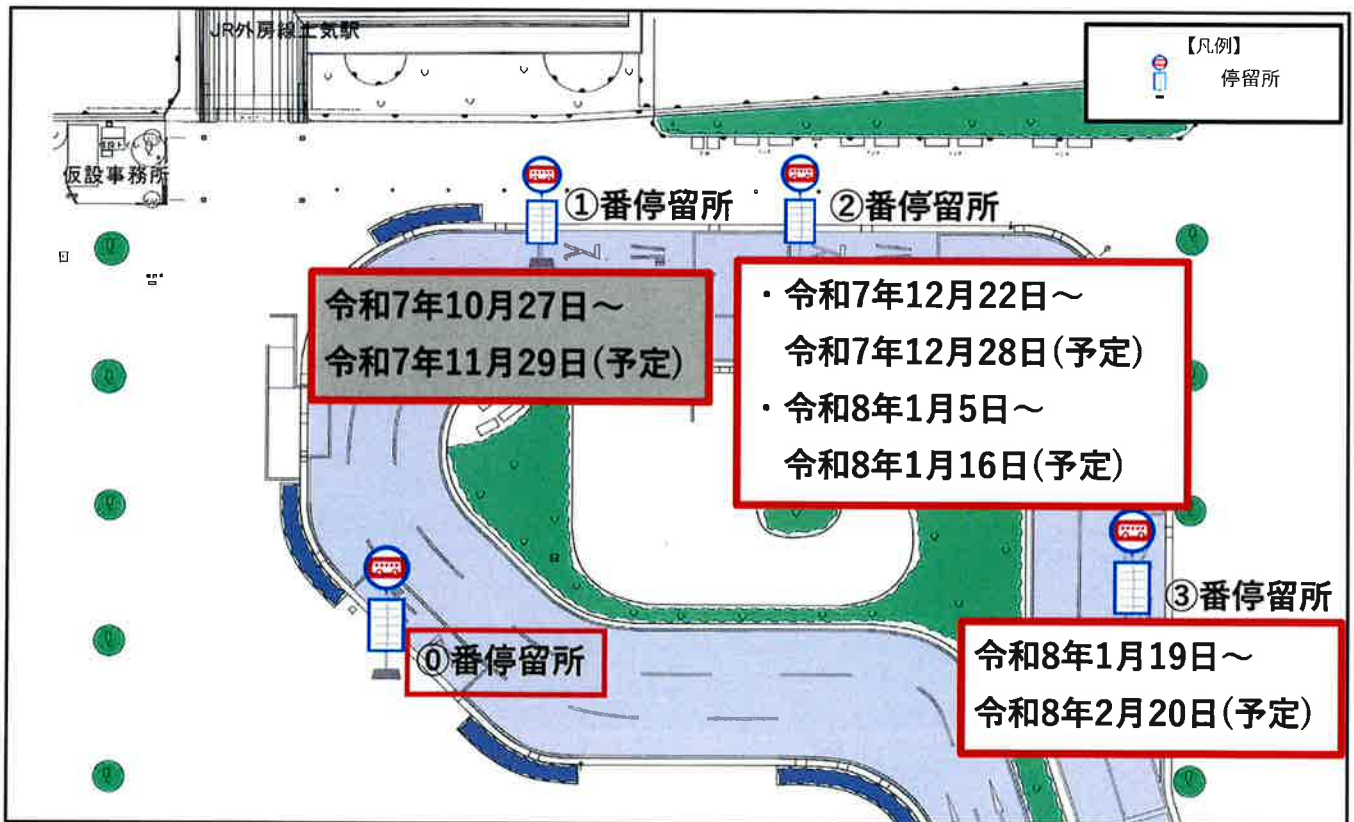 JR外房線土気駅
【凡例】
停留所
仮設事務所
①番停留所
②番停留所
令和7年10月27日～
令和7年11月29日(予定)
・令和7年12月22日～
令和7年12月28日(予定)
・令和8年1月5日～
令和8年1月16日(予定)
③番停留所
⓪番停留所
令和8年1月19日～
令和8年2月20日(予定)